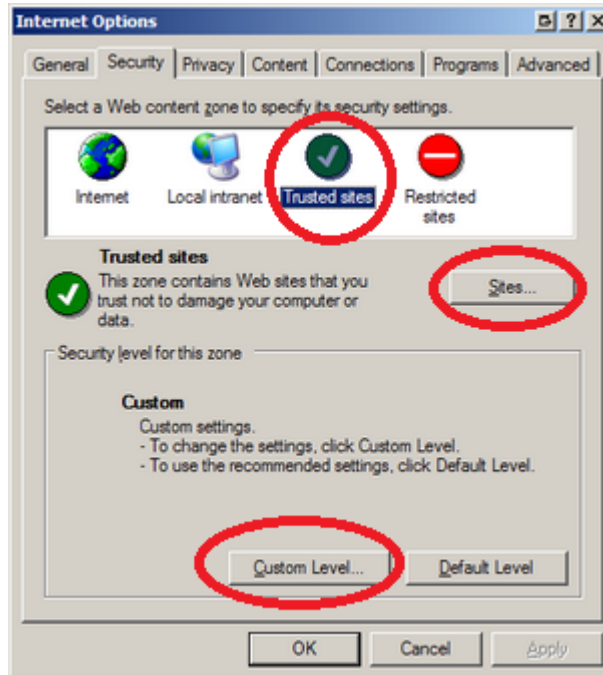 Internet Options
General Security Privacy Content Connections Programs Advanced
Select a Web content zone to specify its security settings.
Internet Local intranet Trusted sites Restricted sites
Trusted sites
This zone contains Web sites that you
trust not to damage your computer or
data.
Sites...
Security level for this zone
Custom
Custom settings.
- To change the settings, click Custom Level.
- To use the recommended settings, click Default Level.
Custom Level... Default Level
OK Cancel Apply